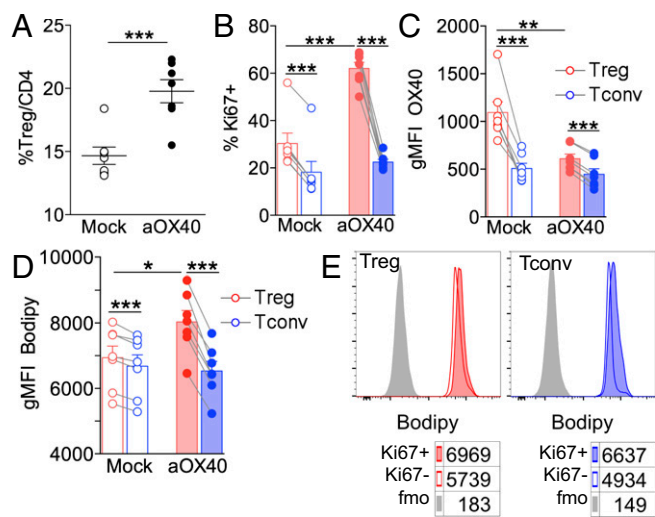 A
***
%Treg/CD4
25
20
15
10
Mock aOX40
B
*** ***
***
% Ki67+
80
60
40
20
0
Mock aOX40
C
**
***
***
gMFI OX40
2000
1500
1000
500
0
Treg
Tconv
Mock aOX40
D
* ***
***
gMFI Bodipy
10000
8000
6000
4000
Treg
Tconv
Mock aOX40
E
Treg Tconv
Bodipy Bodipy
Ki67+ 6969 Ki67+ 6637
Ki67- 5739 Ki67- 4934
fmo 183 fmo 149